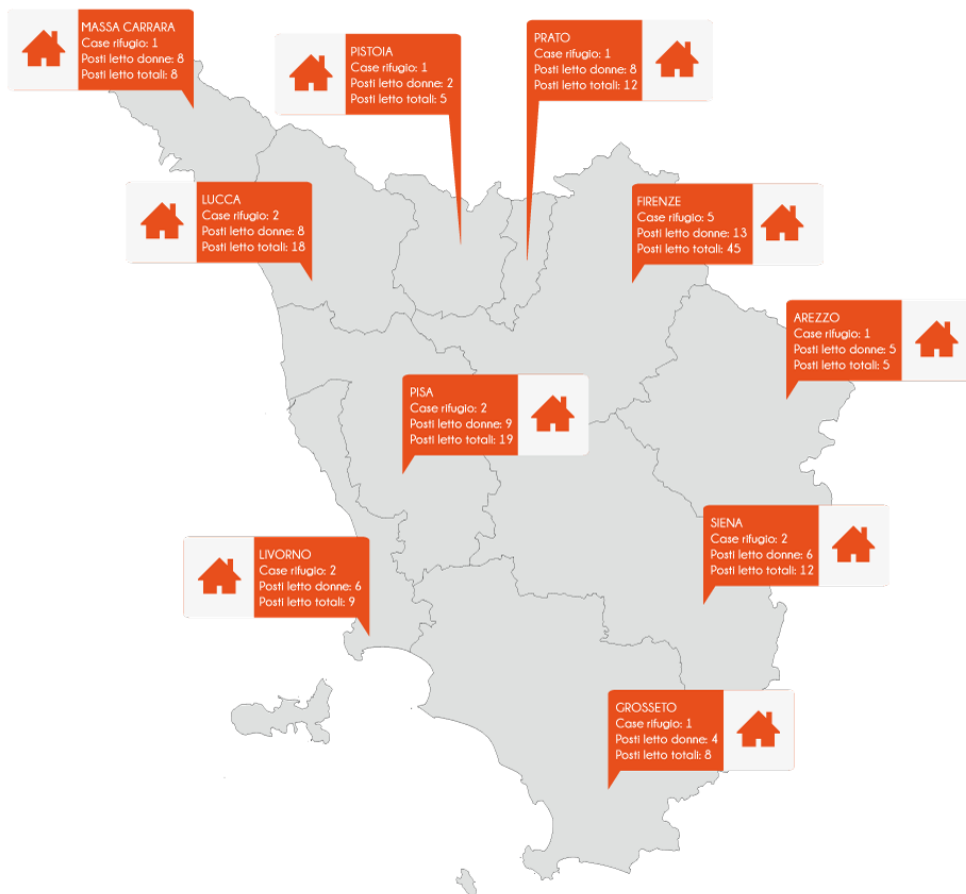 MASSA CARRARA
Case rifugio: 1
Posti letto donne: 8
Posti letto totali: 8
PISTOIA
Case rifugio: 1
Posti letto donne: 2
Posti letto totali: 5
PRATO
Case rifugio: 1
Posti letto donne: 8
Posti letto totali: 12
LUCCA
Case rifugio: 2
Posti letto donne: 8
Posti letto totali: 18
FIRENZE
Case rifugio: 5
Posti letto donne: 13
Posti letto totali: 45
AREZZO
Case rifugio: 1
Posti letto donne: 5
Posti letto totali: 5
PISA
Case rifugio: 2
Posti letto donne: 9
Posti letto totali: 19
SIENA
Case rifugio: 2
Posti letto donne: 6
Posti letto totali: 12
LIVORNO
Case rifugio: 2
Posti letto donne: 6
Posti letto totali: 9
GROSSETO
Case rifugio: 1
Posti letto donne: 4
Posti letto totali: 8